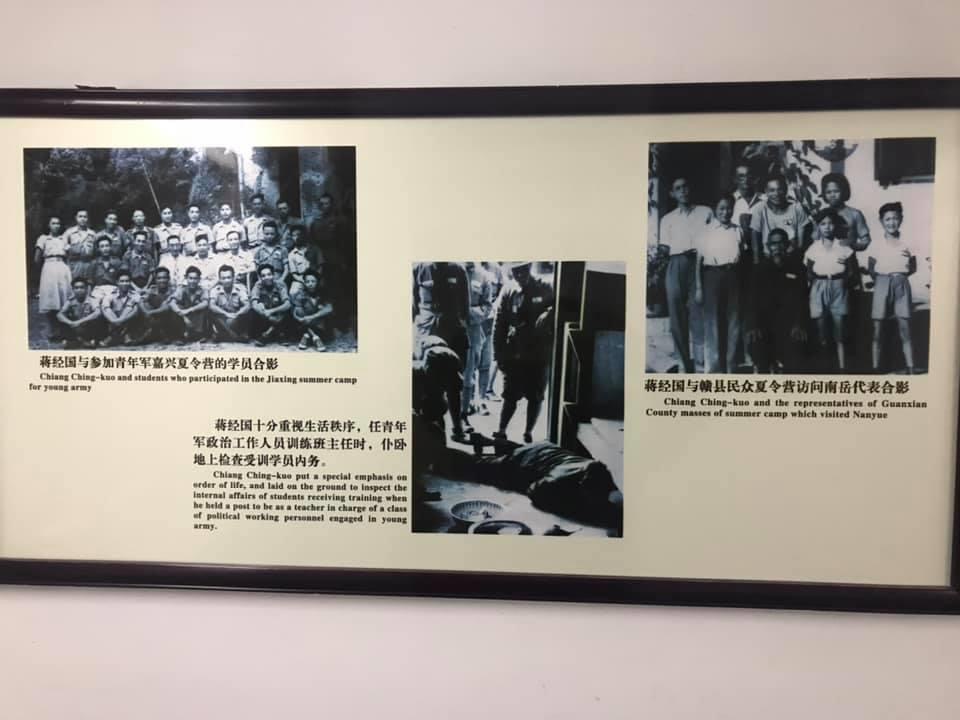 蒋经国与参加青年军嘉兴夏令营的学员合影
Chiang Ching-kuo and students who participated in the Jiaxing summer camp
for young army
蒋经国十分重视生活秩序，任青年
军政治工作人员训练班主任时，仆卧
地上检查受训学员内务。
Chiang Ching-kuo put a special emphasis on
order of life, and laid on the ground to inspect the
internal affairs of students receiving training when
he held a post to be as a teacher in charge of a class
of political working personnel engaged in young
army.
蒋经国与赣县民众夏令营访问南岳代表合影
Chiang Ching-kuo and the representatives of Guanxian
County masses of summer camp which visited Nanyue